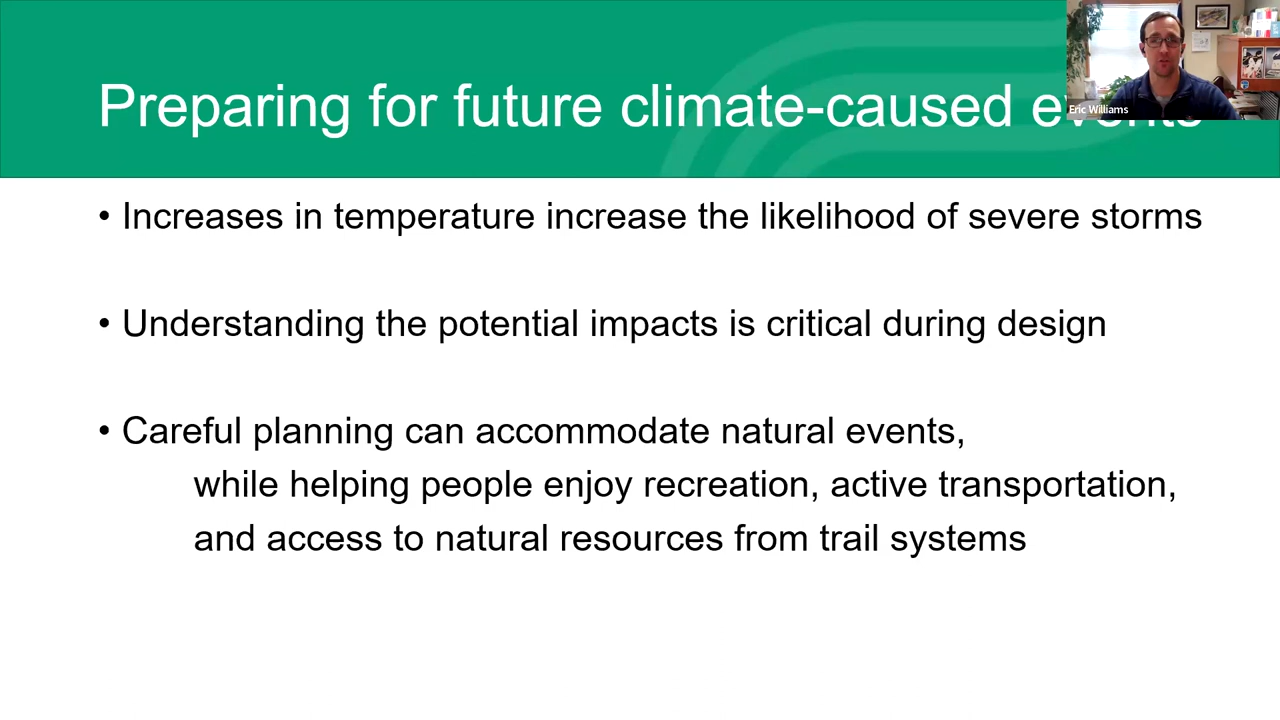 Preparing for future climate-caused events
Eric Williams
• Increases in temperature increase the likelihood of severe storms
• Understanding the potential impacts is critical during design
• Careful planning can accommodate natural events,
while helping people enjoy recreation, active transportation,
and access to natural resources from trail systems